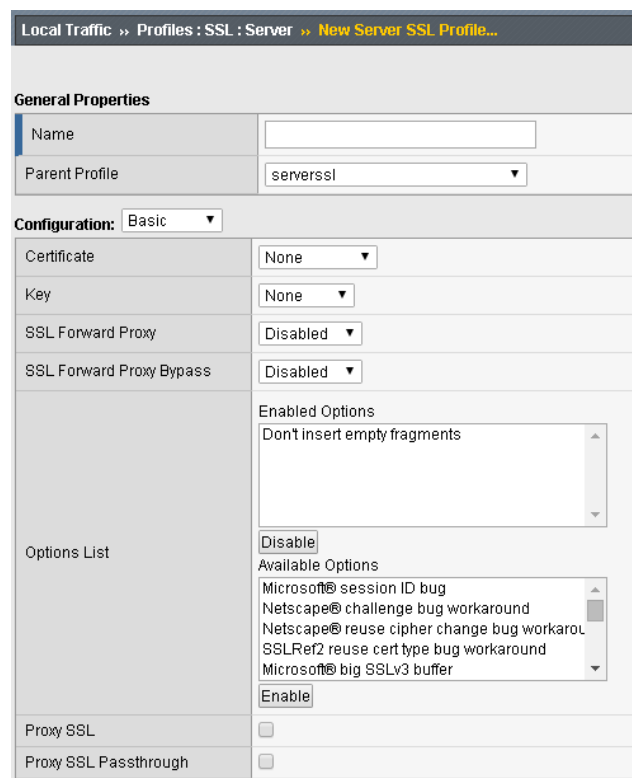 Local Traffic » Profiles : SSL : Server » New Server SSL Profile...
General Properties
Name
Parent Profile serverssl
Configuration: Basic
Certificate None
Key None
SSL Forward Proxy Disabled
SSL Forward Proxy Bypass Disabled
Options List
Enabled Options
Don't insert empty fragments
Disable
Available Options
Microsoft® session ID bug
Netscape® challenge bug workaround
Netscape® reuse cipher change bug workarou
SSLRef2 reuse cert type bug workaround
Microsoft® big SSLv3 buffer
Enable
Proxy SSL
Proxy SSL Passthrough